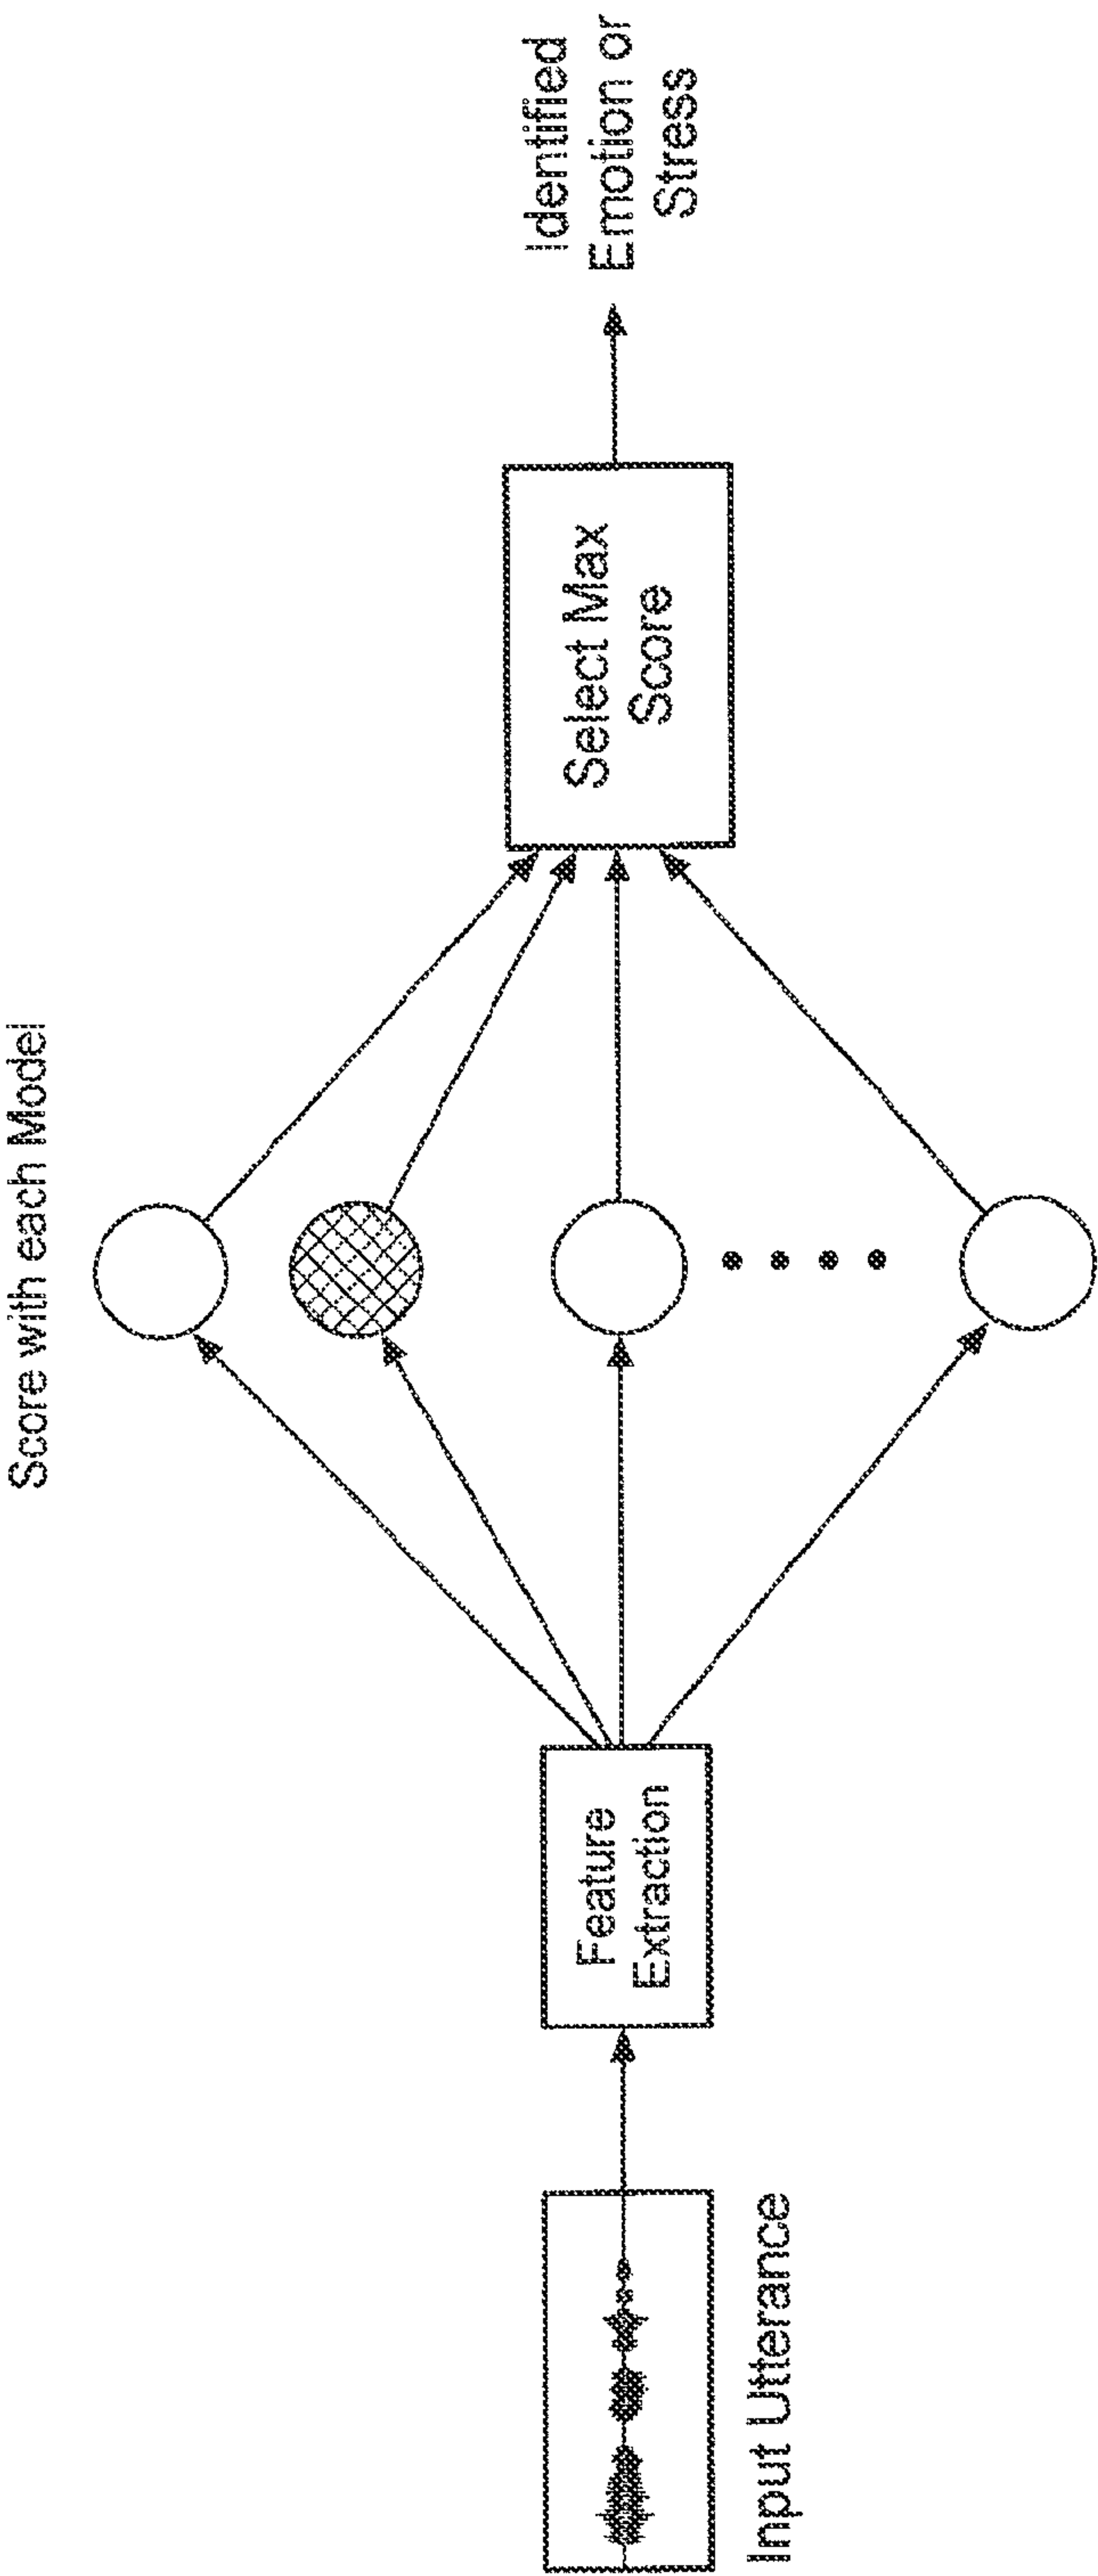 Score with each Model
Input Utterance
Feature
Extraction
Select Max
Score
Identified
Emotion or
Stress